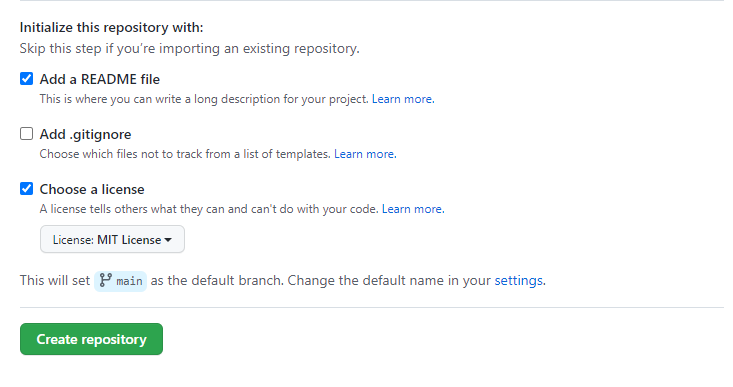 Initialize this repository with:
Skip this step if you're importing an existing repository.
Add a README file
This is where you can write a long description for your project. Learn more.
Add .gitignore
Choose which files not to track from a list of templates. Learn more.
Choose a license
A license tells others what they can and can't do with your code. Learn more.
License: MIT License
This will set main as the default branch. Change the default name in your settings.
Create repository